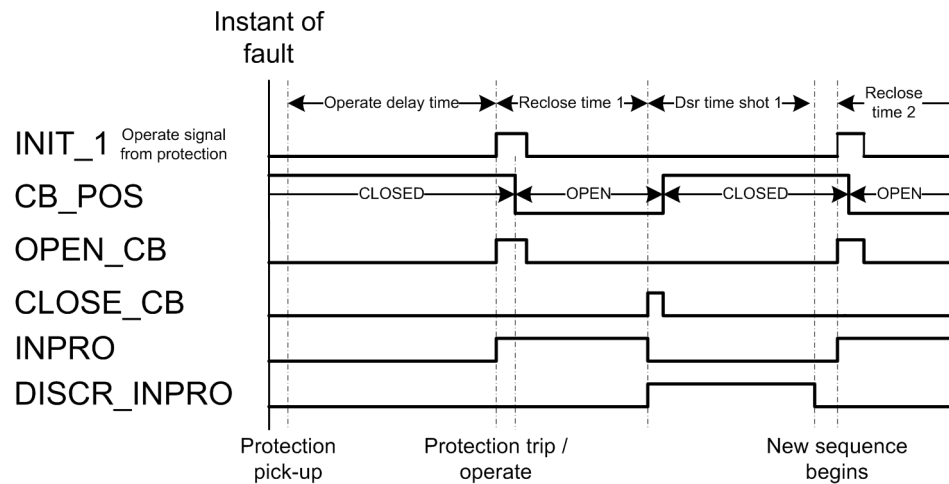 Instant of
fault
Operate delay time
Reclose time 1
Dsr time shot 1
Reclose
time 2
INIT_1
Operate signal
from protection
CB_POS
CLOSED
OPEN
CLOSED
OPEN
OPEN_CB
CLOSE_CB
INPRO
DISCR_INPRO
Protection
pick-up
Protection trip /
operate
New sequence
begins